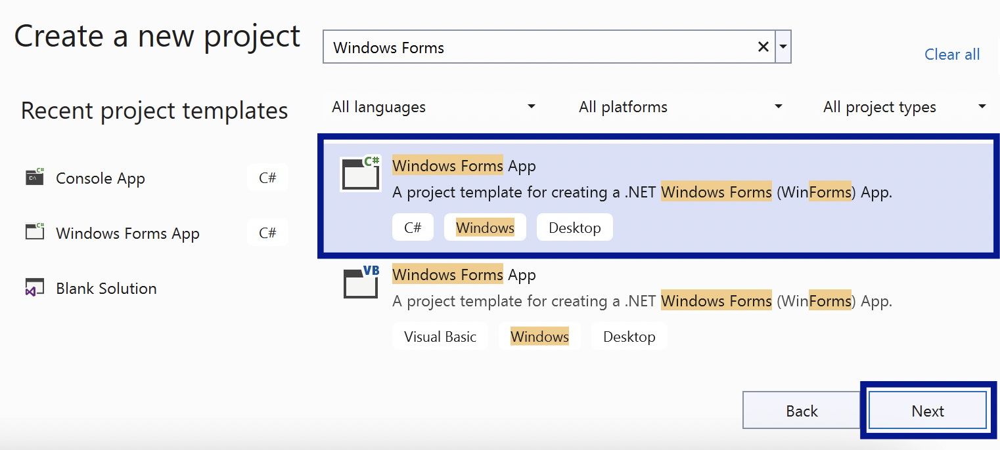 Create a new project
Windows Forms
Clear all
Recent project templates
All languages
All platforms
All project types
Console App
C#
Windows Forms App
C#
Blank Solution
C#
Windows Forms App
A project template for creating a .NET Windows Forms (WinForms) App.
C#
Windows
Desktop
VB
Windows Forms App
A project template for creating a .NET Windows Forms (WinForms) App.
Visual Basic
Windows
Desktop
Back
Next